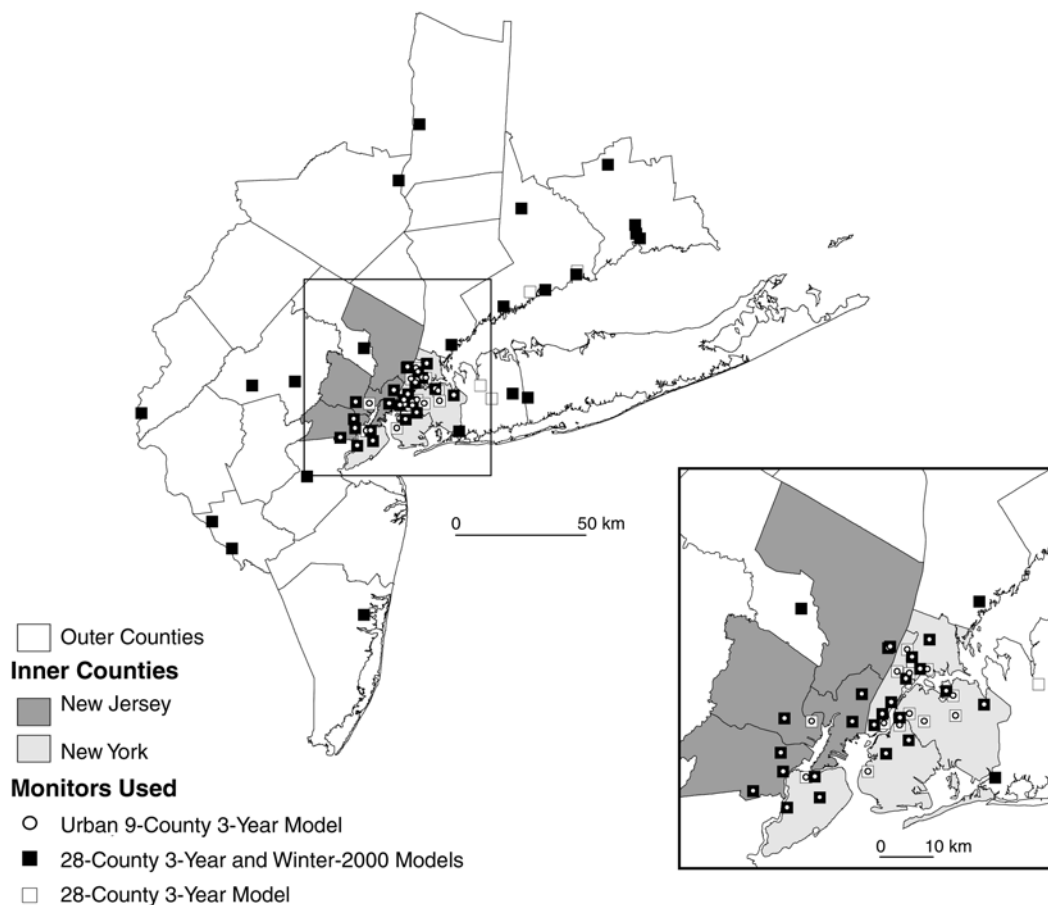 0 50 km
Outer Counties
Inner Counties
New Jersey
New York
Monitors Used
Urban 9-County 3-Year Model
28-County 3-Year and Winter-2000 Models
28-County 3-Year Model
0 10 km